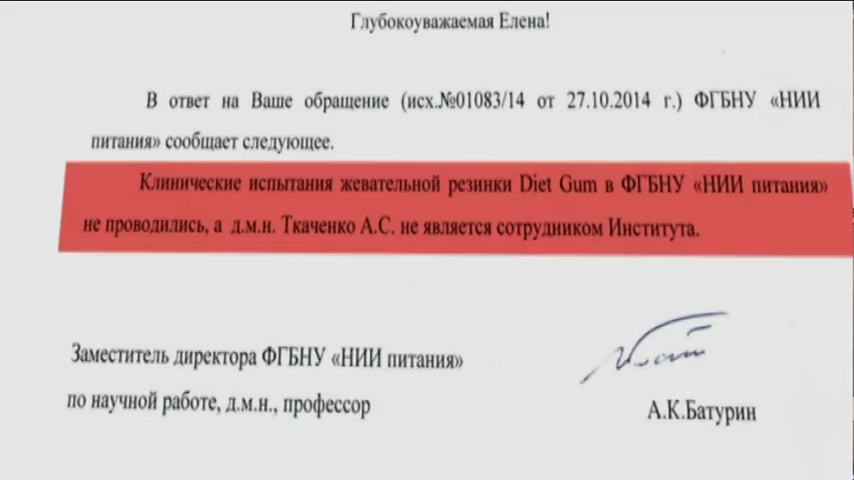 Глубокоуважаемая Елена!
В ответ на Ваше обращение (исх.№01083/14 от 27.10.2014 г.) ФГБНУ «НИИ
питания» сообщает следующее.
Клинические испытания жевательной резинки Diet Gum в ФГБНУ «НИИ питания»
не проводились, а д.м.н. Ткаченко А.С. не является сотрудником Института.
Заместитель директора ФГБНУ «НИИ питания»
по научной работе, д.м.н., профессор
А.К.Батурин